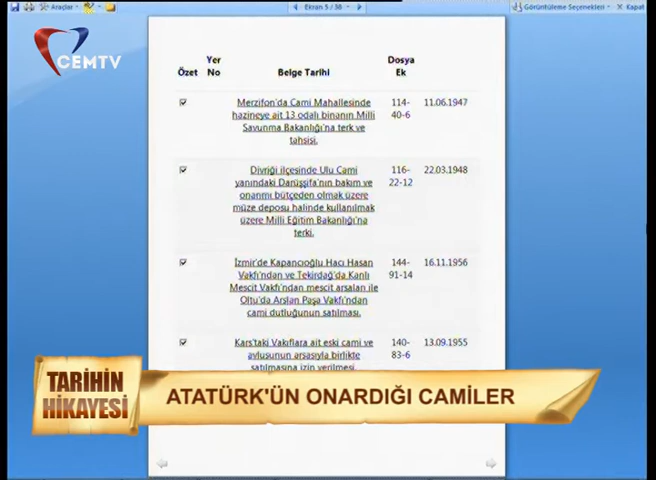 Araçlar
Ekran 5 / 36
Görüntüleme Seçenekleri
Kapat
CEMTV
Özet
Yer No
Belge Tarihi
Dosya Ek
Merzifon'da Cami Mahallesinde
hazineye ait 13 odalı binanın Milli
Savunma Bakanlığı'na terk ve
tahsisi.
114-
40-6
11.06.1947
Divriği ilçesinde Ulu Cami
yanındaki Darüşşifa'nın bakım ve
onarımı bütçeden olmak üzere
müze deposu halinde kullanılmak
üzere Milli Eğitim Bakanlığı'na
terki.
116-
22-12
22.03.1948
İzmir'de Kapancıoğlu Hacı Hasan
Vakfı'ndan ve Tekirdağ'da Kanlı
Mescit Vakfı'ndan mescit arsaları ile
Oltu'da Arslan Paşa Vakfı'ndan
cami dutluğunun satılması.
144-
91-14
16.11.1956
Kars'taki Vakıflara ait eski cami ve
avlusunun arsasıyla birlikte
satılmasına izin verilmesi.
140-
83-6
13.09.1955
TARİHİN
HİKAYESİ
ATATÜRK'ÜN ONARDIĞI CAMİLER